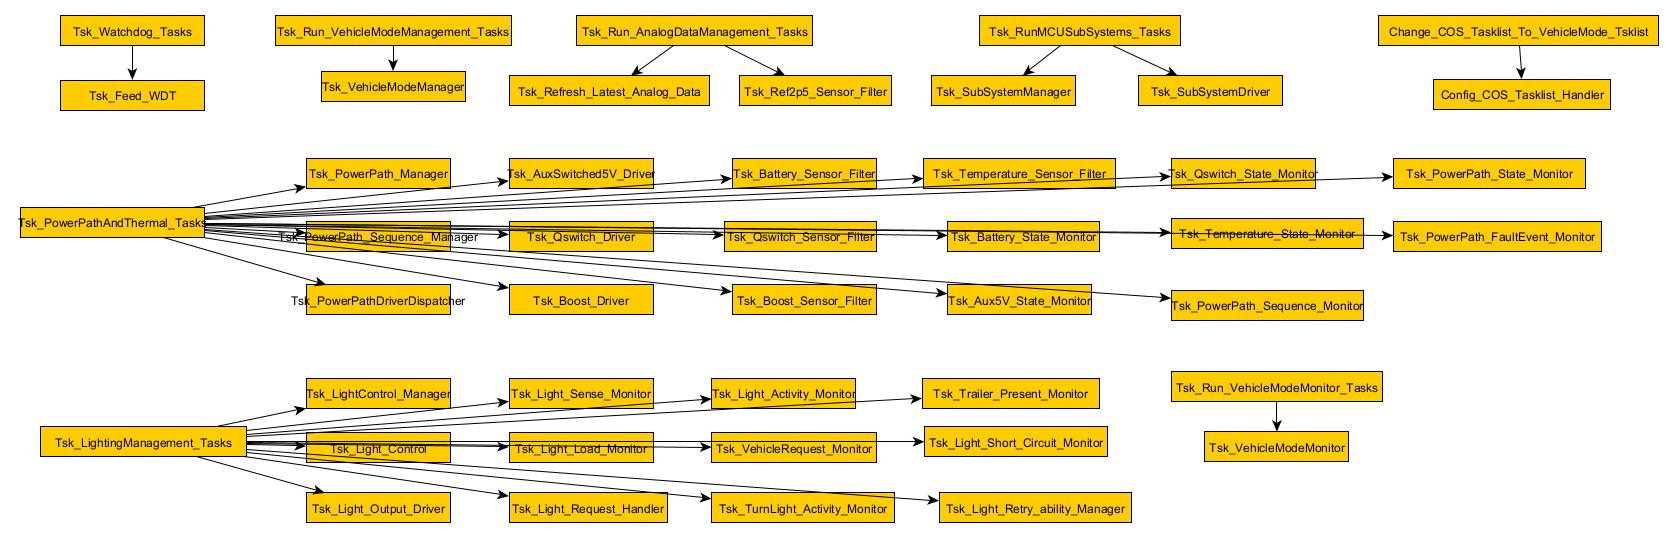 Tsk_Watchdog_Tasks
Tsk_Run_VehicleModeManagement_Tasks
Tsk_Run_AnalogDataManagement_Tasks
Tsk_RunMCUSubSystems_Tasks
Change_COS_Tasklist_To_VehicleMode_Tsklist
Tsk_Feed_WDT
Tsk_VehicleModeManager
Tsk_Refresh_Latest_Analog_Data
Tsk_Ref2p5_Sensor_Filter
Tsk_SubSystemManager
Tsk_SubSystemDriver
Config_COS_Tasklist_Handler
Tsk_PowerPath_Manager
Tsk_AuxSwitched5V_Driver
Tsk_Battery_Sensor_Filter
Tsk_Temperature_Sensor_Filter
Tsk_Qswitch_State_Monitor
Tsk_PowerPath_State_Monitor
Tsk_PowerPathAndThermal_Tasks
Tsk_PowerPath_Sequence_Manager
Tsk_Qswitch_Driver
Tsk_Qswitch_Sensor_Filter
Tsk_Battery_State_Monitor
Tsk_Temperature_State_Monitor
Tsk_PowerPath_FaultEvent_Monitor
Tsk_PowerPathDriverDispatcher
Tsk_Boost_Driver
Tsk_Boost_Sensor_Filter
Tsk_Aux5V_State_Monitor
Tsk_PowerPath_Sequence_Monitor
Tsk_LightControl_Manager
Tsk_Light_Sense_Monitor
Tsk_Light_Activity_Monitor
Tsk_Trailer_Present_Monitor
Tsk_Run_VehicleModeMonitor_Tasks
Tsk_LightingManagement_Tasks
Tsk_Light_Control
Tsk_Light_Load_Monitor
Tsk_VehicleRequest_Monitor
Tsk_Light_Short_Circuit_Monitor
Tsk_VehicleModeMonitor
Tsk_Light_Output_Driver
Tsk_Light_Request_Handler
Tsk_TurnLight_Activity_Monitor
Tsk_Light_Retry_ability_Manager